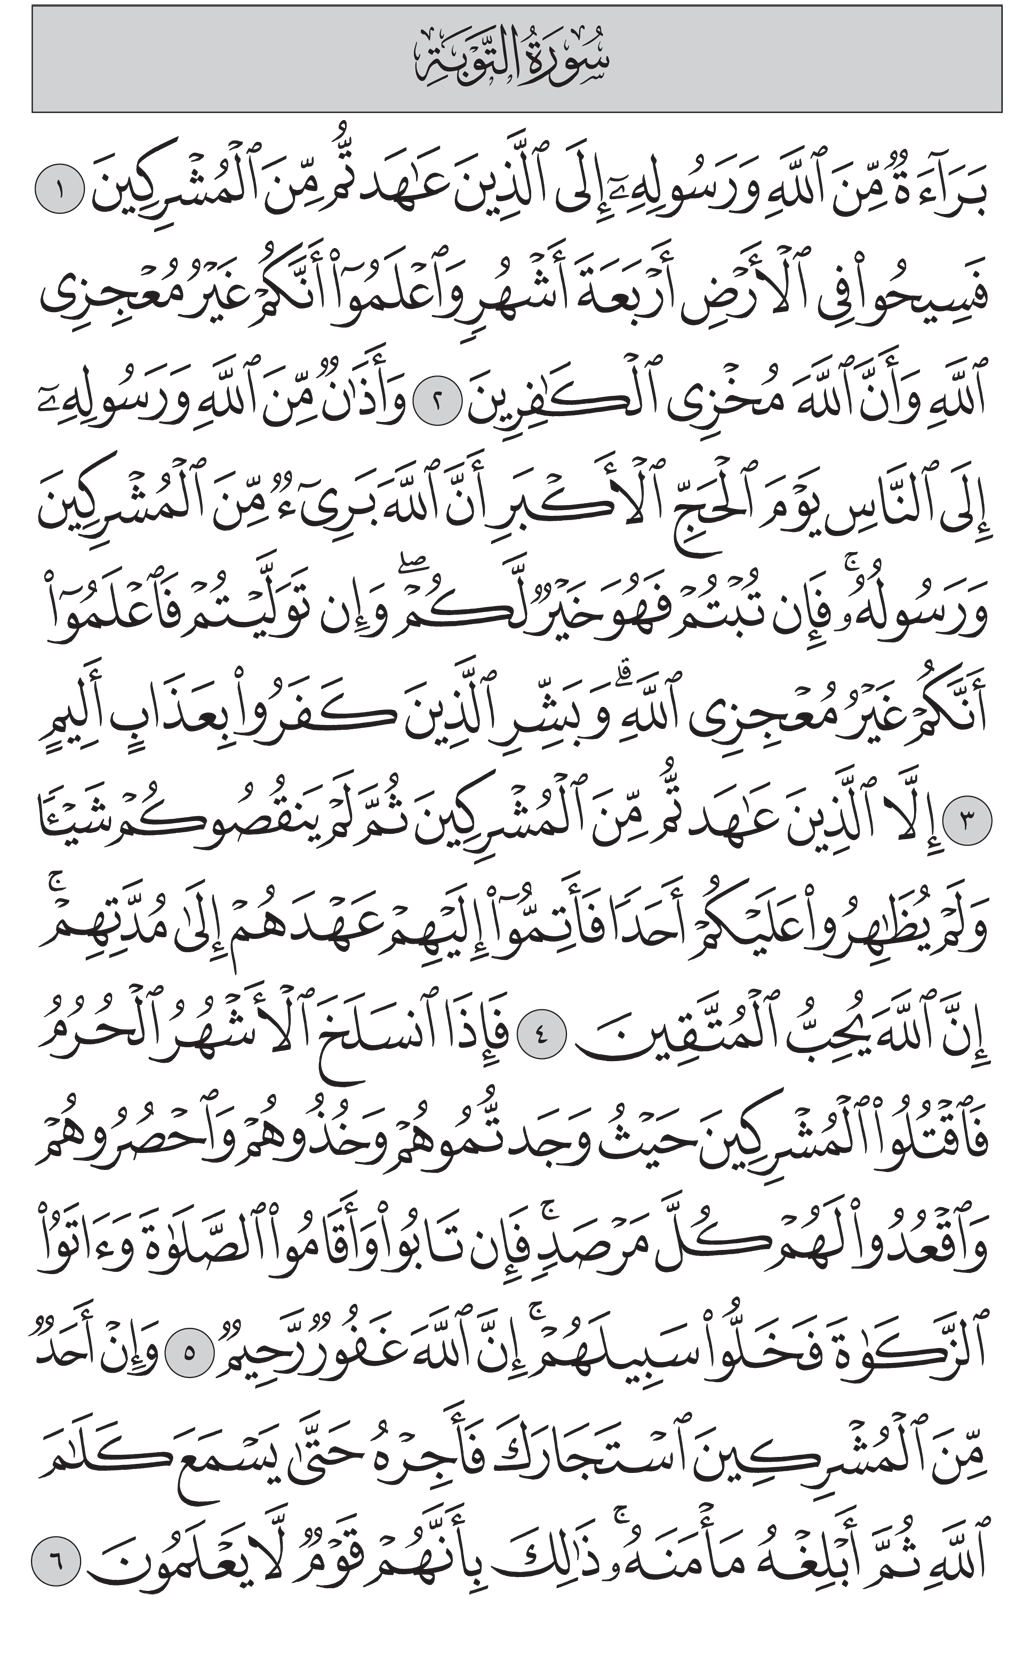 سُورَةُ التَّوْبَةِ
بَرَآءَةٌ مِّنَ ٱللَّهِ وَرَسُولِهِۦٓ إِلَى ٱلَّذِينَ عَٰهَدتُّم مِّنَ ٱلْمُشْرِكِينَ ١
فَسِيحُوا۟ فِى ٱلْأَرْضِ أَرْبَعَةَ أَشْهُرٍ وَٱعْلَمُوٓا۟ أَنَّكُمْ غَيْرُ مُعْجِزِى
ٱللَّهِ وَأَنَّ ٱللَّهَ مُخْزِى ٱلْكَٰفِرِينَ ٢ وَأَذَٰنٌ مِّنَ ٱللَّهِ وَرَسُولِهِۦٓ
إِلَى ٱلنَّاسِ يَوْمَ ٱلْحَجِّ ٱلْأَكْبَرِ أَنَّ ٱللَّهَ بَرِىٓءٌ مِّنَ ٱلْمُشْرِكِينَ
وَرَسُولُهُۥ ۚ فَإِن تُبْتُمْ فَهُوَ خَيْرٌ لَّكُمْ ۖ وَإِن تَوَلَّيْتُمْ فَٱعْلَمُوٓا۟
أَنَّكُمْ غَيْرُ مُعْجِزِى ٱللَّهِ ۗ وَبَشِّرِ ٱلَّذِينَ كَفَرُوا۟ بِعَذَابٍ أَلِيمٍ
٣ إِلَّا ٱلَّذِينَ عَٰهَدتُّم مِّنَ ٱلْمُشْرِكِينَ ثُمَّ لَمْ يَنقُصُوكُمْ شَيْـًٔا
وَلَمْ يُظَٰهِرُوا۟ عَلَيْكُمْ أَحَدًا فَأَتِمُّوٓا۟ إِلَيْهِمْ عَهْدَهُمْ إِلَىٰ مُدَّتِهِمْ ۚ
إِنَّ ٱللَّهَ يُحِبُّ ٱلْمُتَّقِينَ ٤ فَإِذَا ٱنسَلَخَ ٱلْأَشْهُرُ ٱلْحُرُمُ
فَٱقْتُلُوا۟ ٱلْمُشْرِكِينَ حَيْثُ وَجَدتُّمُوهُمْ وَخُذُوهُمْ وَٱحْصُرُوهُمْ
وَٱقْعُدُوا۟ لَهُمْ كُلَّ مَرْصَدٍ ۚ فَإِن تَابُوا۟ وَأَقَامُوا۟ ٱلصَّلَوٰةَ وَءَاتَوُا۟
ٱلزَّكَوٰةَ فَخَلُّوا۟ سَبِيلَهُمْ ۚ إِنَّ ٱللَّهَ غَفُورٌ رَّحِيمٌ ٥ وَإِنْ أَحَدٌ
مِّنَ ٱلْمُشْرِكِينَ ٱسْتَجَارَكَ فَأَجِرْهُ حَتَّىٰ يَسْمَعَ كَلَٰمَ
ٱللَّهِ ثُمَّ أَبْلِغْهُ مَأْمَنَهُۥ ۚ ذَٰلِكَ بِأَنَّهُمْ قَوْمٌ لَّا يَعْلَمُونَ ٦